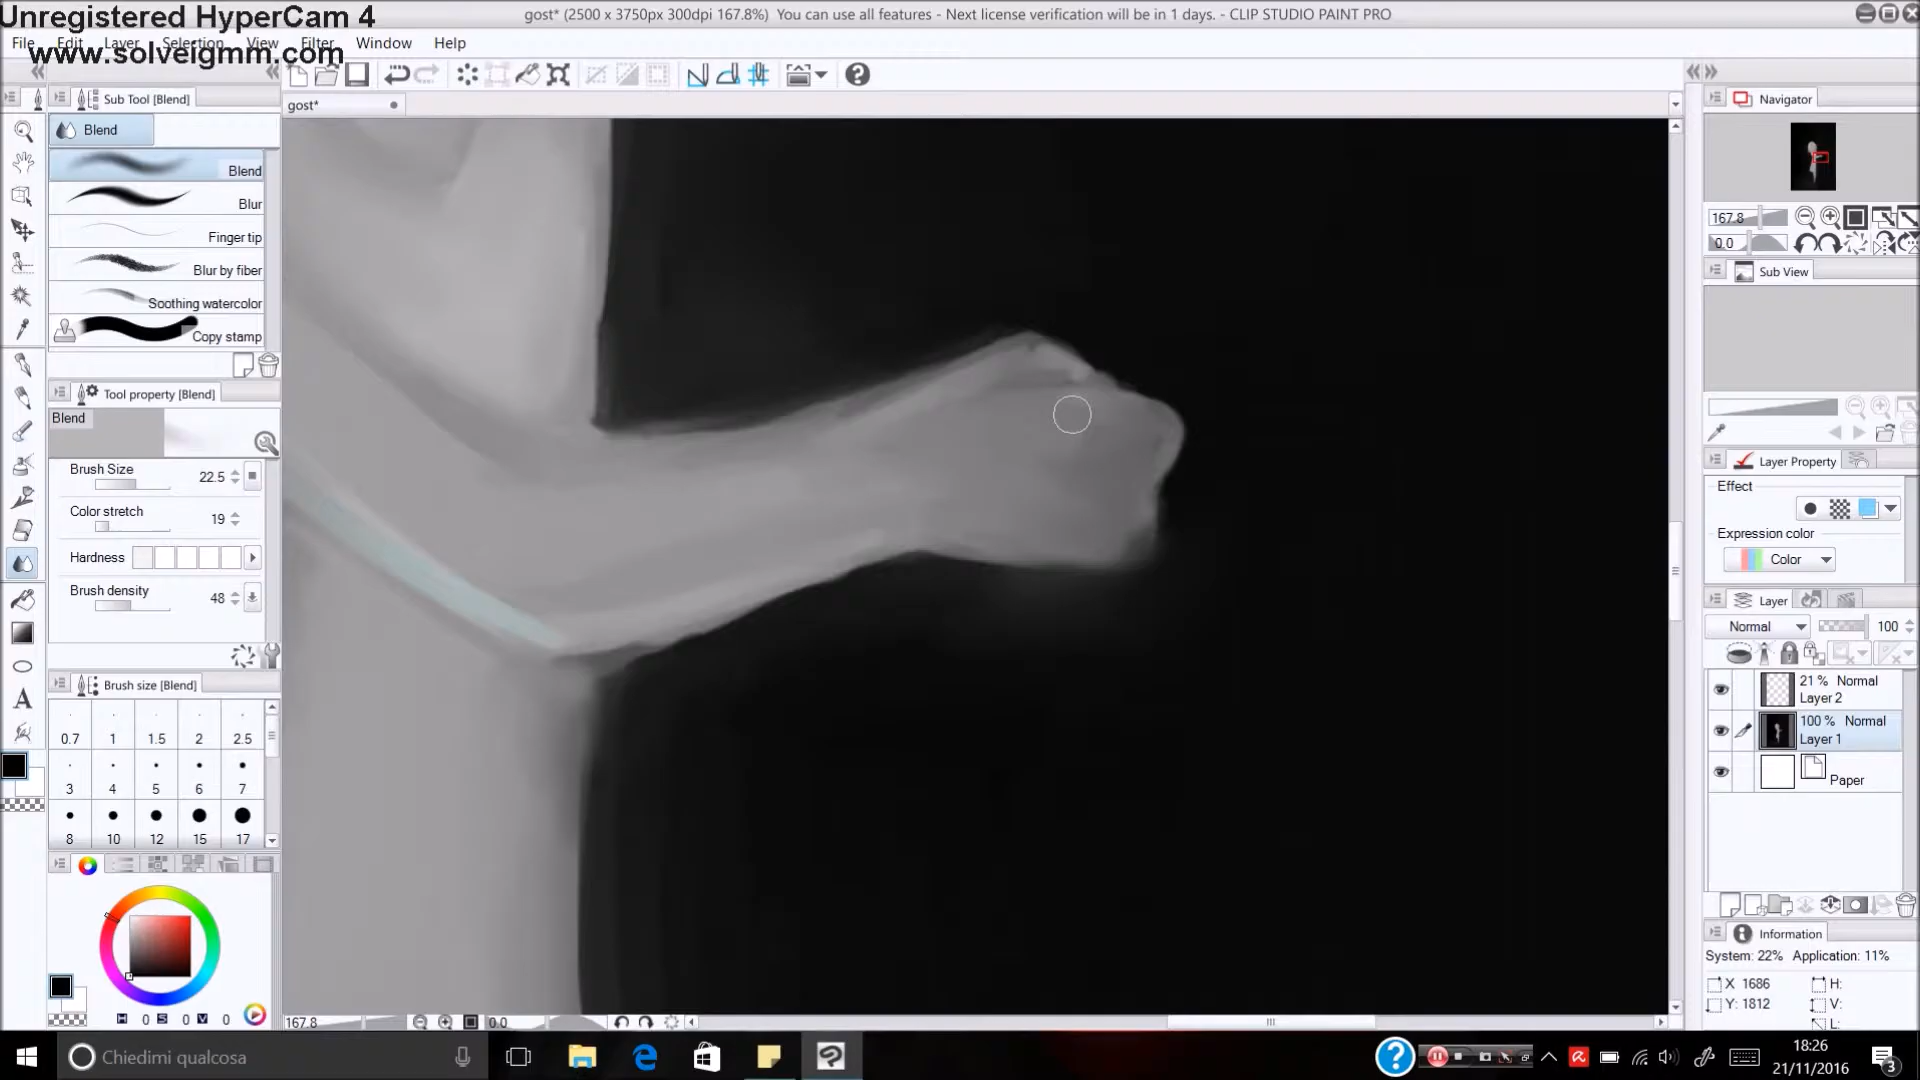 Unregistered HyperCam 4
www.solveigmm.com
gost* (2500 x 3750px 300dpi 167.8%) You can use all features - Next license verification will be in 1 days. - CLIP STUDIO PAINT PRO
File Edit Layer Selection View Filter Window Help
gost*
Sub Tool [Blend]
Blend
Blend
Blur
Finger tip
Blur by fiber
Soothing watercolor
Copy stamp
Tool property [Blend]
Blend
Brush Size 22.5
Color stretch 19
Hardness
Brush density 48
Brush size [Blend]
0.7 1 1.5 2 2.5
3 4 5 6 7
8 10 12 15 17
H 0 S 0 V 0
167.8 0.0
Navigator
167.8
0.0
Sub View
Layer Property
Effect
Expression color
Color
Layer
Normal 100
21 % Normal
Layer 2
100 % Normal
Layer 1
Paper
Information
System: 22% Application: 11%
X 1686 H:
Y: 1812 V:
L:
Chiedimi qualcosa
18:26
21/11/2016
3